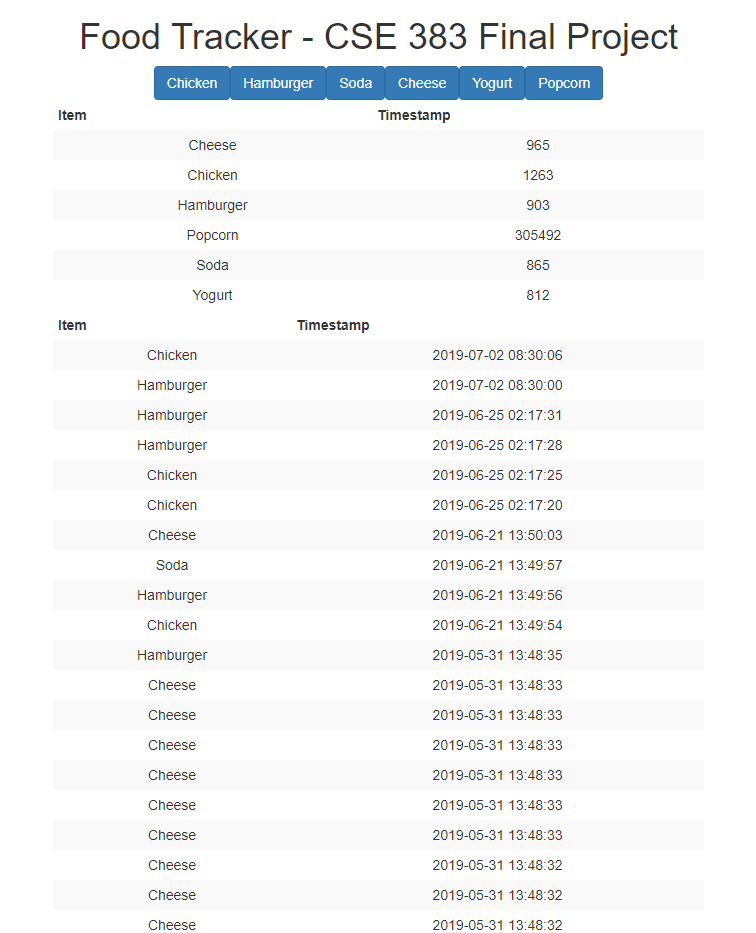 Food Tracker - CSE 383 Final Project
Chicken Hamburger Soda Cheese Yogurt Popcorn
Item Timestamp
Cheese 965
Chicken 1263
Hamburger 903
Popcorn 305492
Soda 865
Yogurt 812
Item Timestamp
Chicken 2019-07-02 08:30:06
Hamburger 2019-07-02 08:30:00
Hamburger 2019-06-25 02:17:31
Hamburger 2019-06-25 02:17:28
Chicken 2019-06-25 02:17:25
Chicken 2019-06-25 02:17:20
Cheese 2019-06-21 13:50:03
Soda 2019-06-21 13:49:57
Hamburger 2019-06-21 13:49:56
Chicken 2019-06-21 13:49:54
Hamburger 2019-05-31 13:48:35
Cheese 2019-05-31 13:48:33
Cheese 2019-05-31 13:48:33
Cheese 2019-05-31 13:48:33
Cheese 2019-05-31 13:48:33
Cheese 2019-05-31 13:48:33
Cheese 2019-05-31 13:48:33
Cheese 2019-05-31 13:48:32
Cheese 2019-05-31 13:48:32
Cheese 2019-05-31 13:48:32